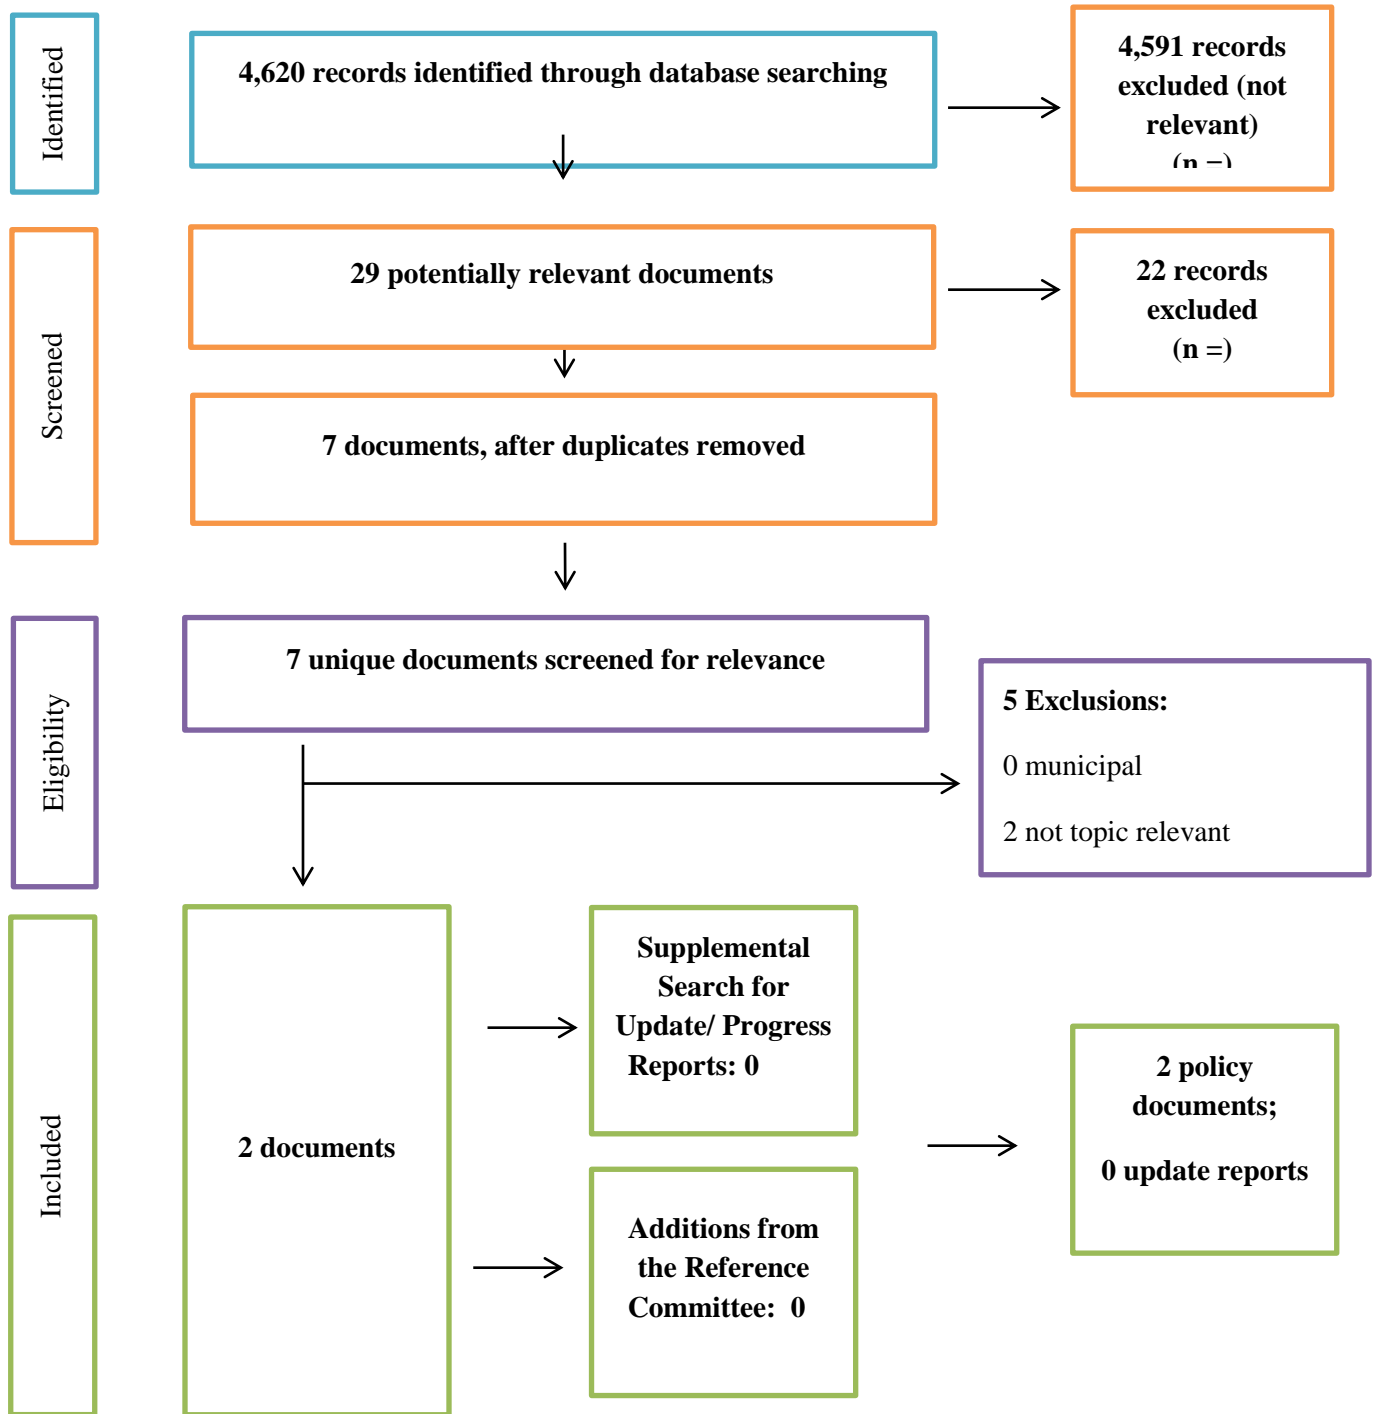 Identified
4,620 records identified through database searching
4,591 records
excluded (not
relevant)
(n =)
Screened
29 potentially relevant documents
22 records
excluded
(n =)
7 documents, after duplicates removed
Eligibility
7 unique documents screened for relevance
5 Exclusions:
0 municipal
2 not topic relevant
Included
2 documents
Supplemental
Search for
Update/ Progress
Reports: 0
Additions from
the Reference
Committee:  0
2 policy
documents;
0 update reports